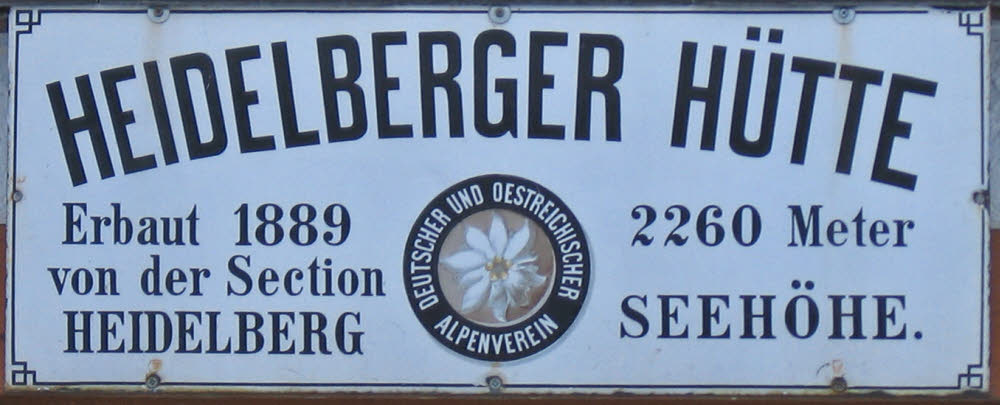 HEIDELBERGER HÜTTE
Erbaut 1889
von der Section
HEIDELBERG
DEUTSCHER UND OESTREICHISCHER
ALPENVEREIN
2260 Meter
SEEHÖHE.